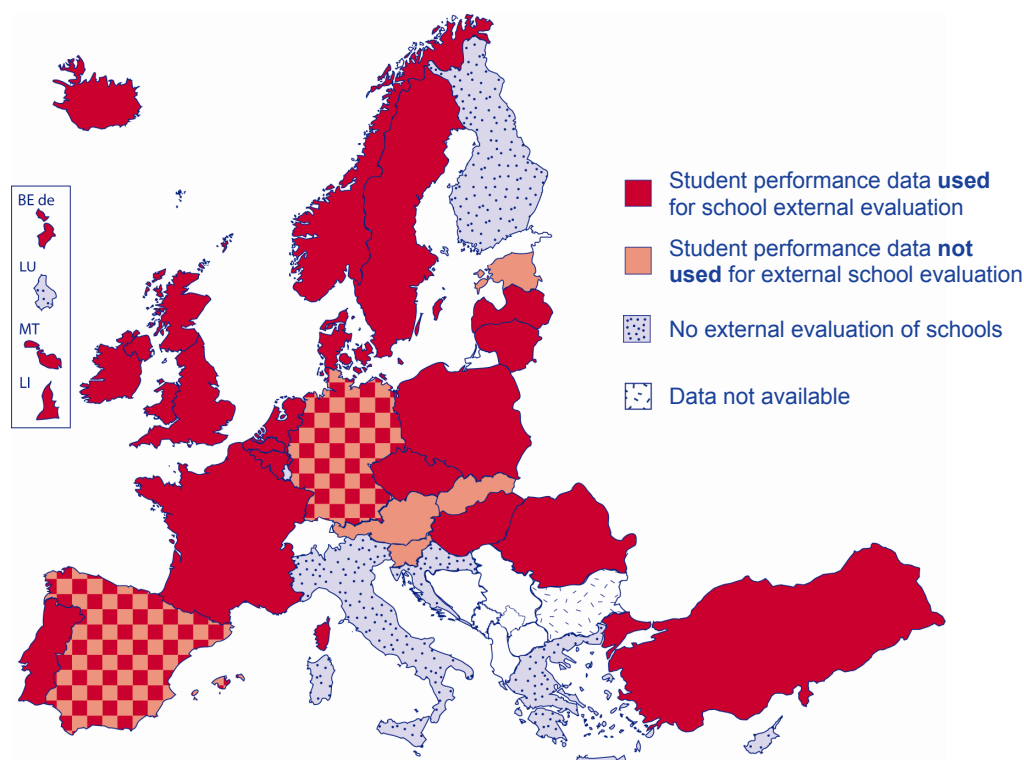 BE de
LU
MT
LI
Student performance data used
for school external evaluation
Student performance data not
used for external school evaluation
No external evaluation of schools
Data not available